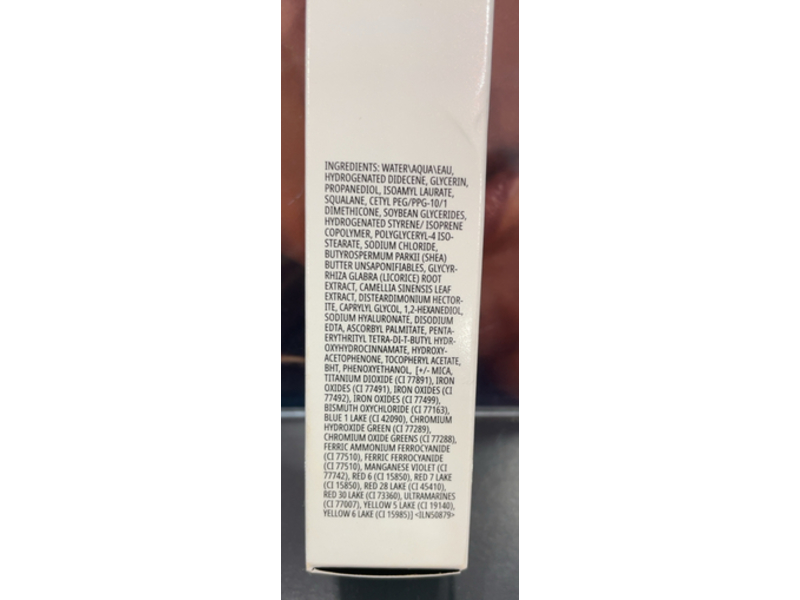 INGREDIENTS: WATER\AQUA\EAU,
HYDROGENATED DIDECENE, GLYCERIN,
PROPANEDIOL, ISOAMYL LAURATE,
SQUALANE, CETYL PEG/PPG-10/1
DIMETHICONE, SOYBEAN GLYCERIDES,
HYDROGENATED STYRENE/ ISOPRENE
COPOLYMER, POLYGLYCERYL-4 ISO-
STEARATE, SODIUM CHLORIDE,
BUTYROSPERMUM PARKII (SHEA)
BUTTER UNSAPONIFIABLES, GLYCYR-
RHIZA GLABRA (LICORICE) ROOT
EXTRACT, CAMELLIA SINENSIS LEAF
EXTRACT, DISTEARDIMONIUM HECTOR-
ITE, CAPRYLYL GLYCOL, 1,2-HEXANEDIOL,
SODIUM HYALURONATE, DISODIUM
EDTA, ASCORBYL PALMITATE, PENTA-
ERYTHRITYL TETRA-DI-T-BUTYL HYDR-
OXYHYDROCINNAMATE, HYDROXY-
ACETOPHENONE, TOCOPHERYL ACETATE,
BHT, PHENOXYETHANOL, [+/- MICA,
TITANIUM DIOXIDE (CI 77891), IRON
OXIDES (CI 77491), IRON OXIDES (CI
77492), IRON OXIDES (CI 77499),
BISMUTH OXYCHLORIDE (CI 77163),
BLUE 1 LAKE (CI 42090), CHROMIUM
HYDROXIDE GREEN (CI 77289),
CHROMIUM OXIDE GREENS (CI 77288),
FERRIC AMMONIUM FERROCYANIDE
(CI 77510), FERRIC FERROCYANIDE
(CI 77510), MANGANESE VIOLET (CI
77742), RED 6 (CI 15850), RED 7 LAKE
(CI 15850), RED 28 LAKE (CI 45410),
RED 30 LAKE (CI 73360), ULTRAMARINES
(CI 77007), YELLOW 5 LAKE (CI 19140),
YELLOW 6 LAKE (CI 15985)] <ILN50879>